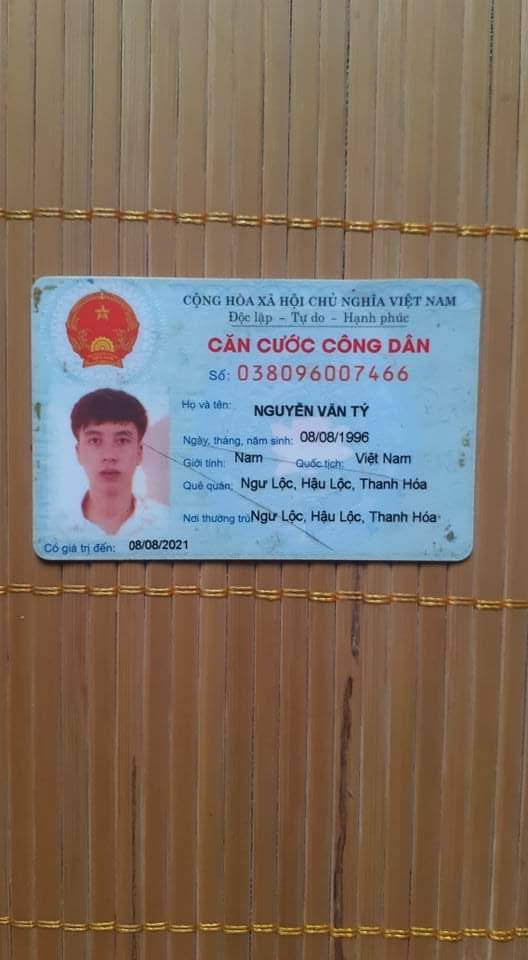 CỘNG HÒA XÃ HỘI CHỦ NGHĨA VIỆT NAM
Độc lập - Tự do - Hạnh phúc
CĂN CƯỚC CÔNG DÂN
Số: 038096007466
Họ và tên: NGUYỄN VĂN TÝ
Ngày, tháng, năm sinh: 08/08/1996
Giới tính: Nam Quốc tịch: Việt Nam
Quê quán: Ngư Lộc, Hậu Lộc, Thanh Hóa
Nơi thường trú: Ngư Lộc, Hậu Lộc, Thanh Hóa
Có giá trị đến: 08/08/2021